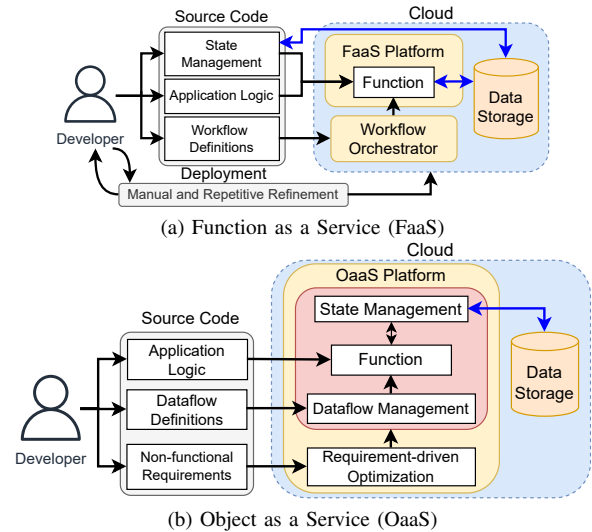 Source Code
Cloud
State
Management
Application Logic
Workflow
Definitions
FaaS Platform
Function
Workflow
Orchestrator
Data
Storage
Developer
Deployment
Manual and Repetitive Refinement
(a) Function as a Service (FaaS)
Cloud
OaaS Platform
State Management
Source Code
Application
Logic
Function
Dataflow
Definitions
Dataflow Management
Data
Storage
Developer
Non-functional
Requirements
Requirement-driven
Optimization
(b) Object as a Service (OaaS)